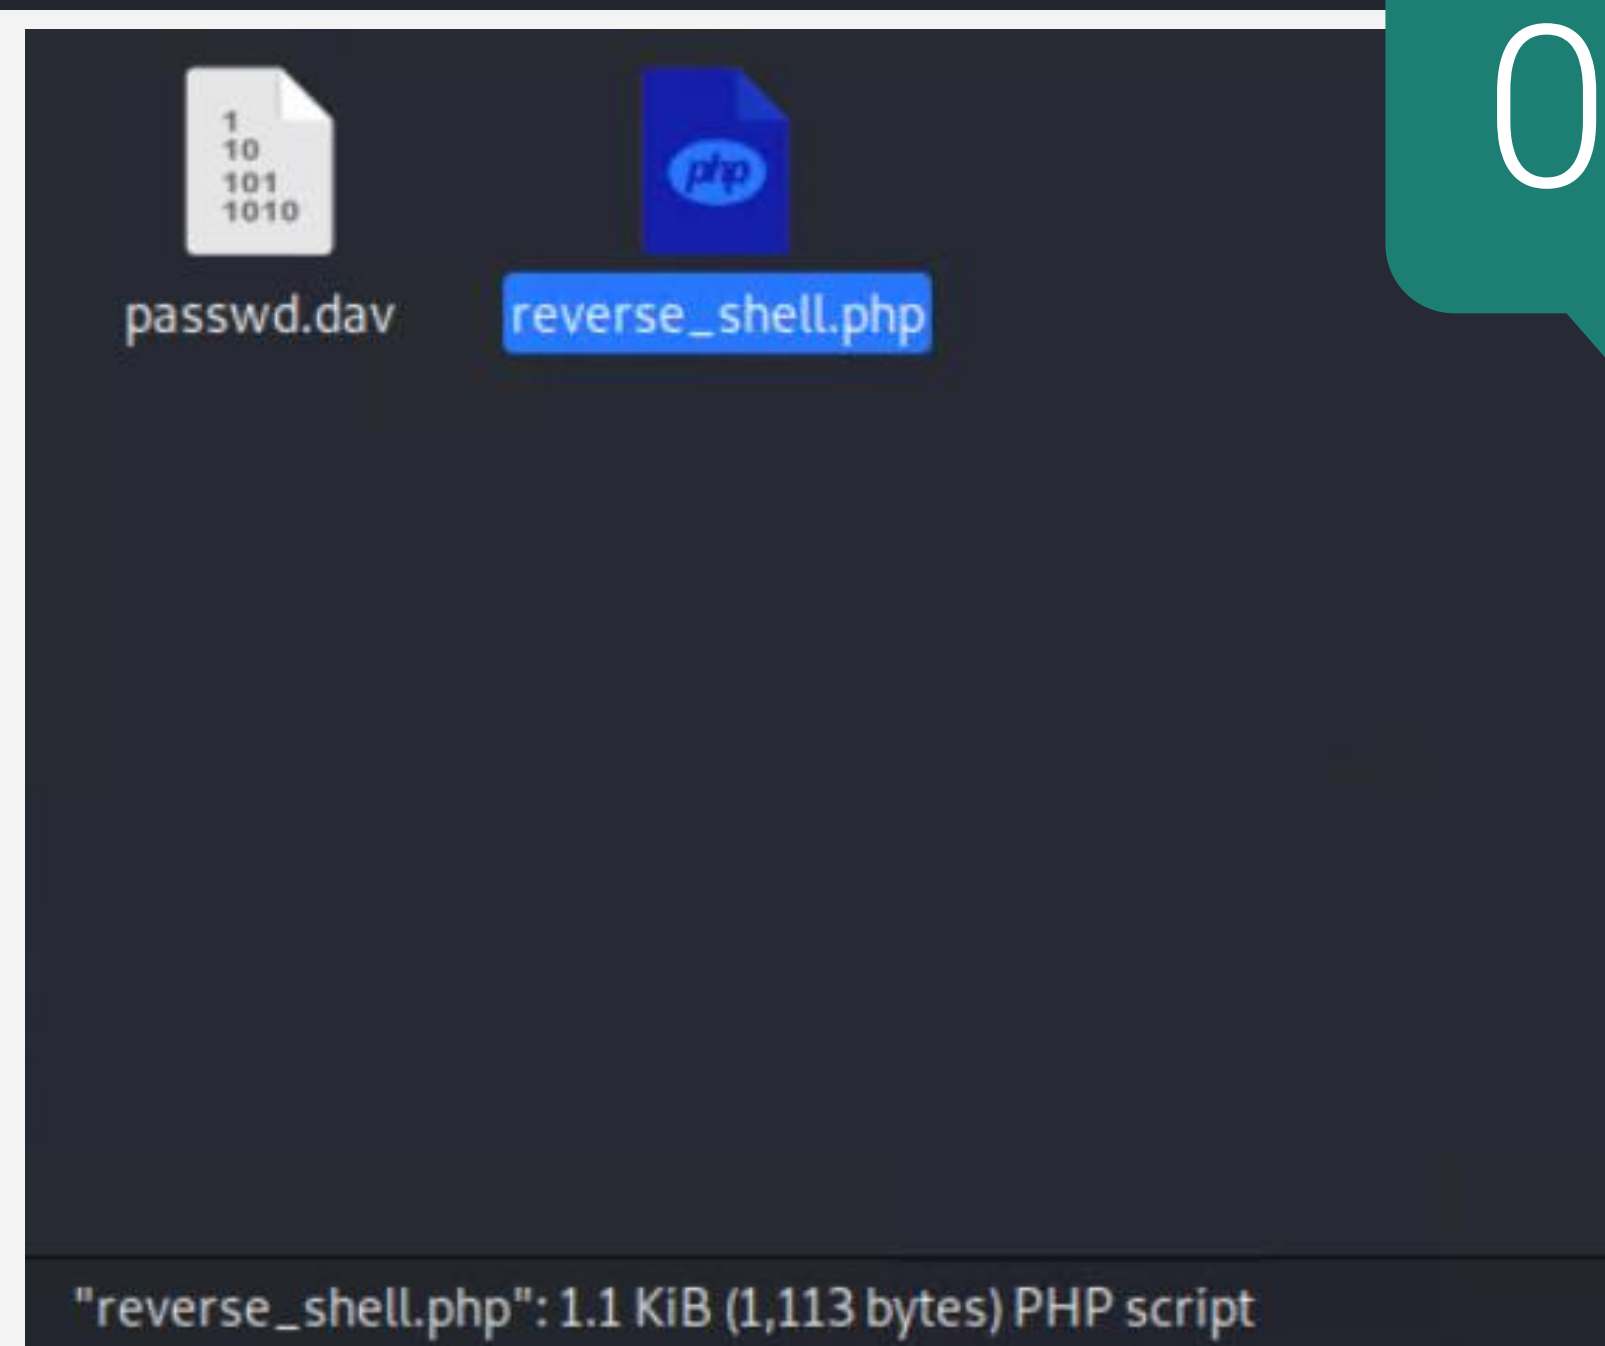 0
1
10
101
1010
php
passwd.dav
reverse_shell.php
"reverse_shell.php": 1.1 KiB (1,113 bytes) PHP script